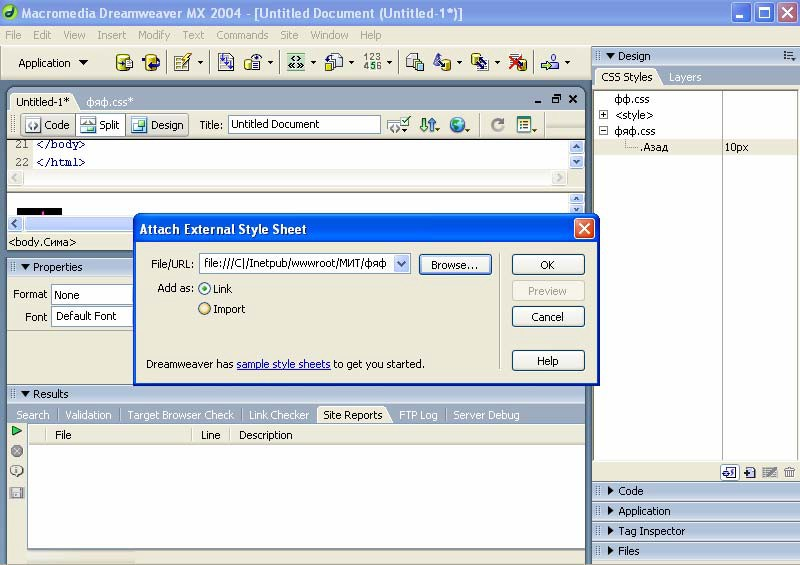 Macromedia Dreamweaver MX 2004 - [Untitled Document (Untitled-1*)]
File Edit View Insert Modify Text Commands Site Window Help
Application
Design
CSS Styles Layers
Untitled-1* фяф.css*
фф.css
<style>
фяф.css
.Азад 10px
Code Split Design Title: Untitled Document
21 </body>
22 </html>
<body.Сима>
Attach External Style Sheet
File/URL: file:///C|/Inetpub/wwwroot/МИТ/фяф Browse... OK
Add as: Link Preview
Import Cancel
Dreamweaver has sample style sheets to get you started. Help
Properties
Format None
Font Default Font
Results
Search Validation Target Browser Check Link Checker Site Reports FTP Log Server Debug
File Line Description
Code
Application
Tag Inspector
Files